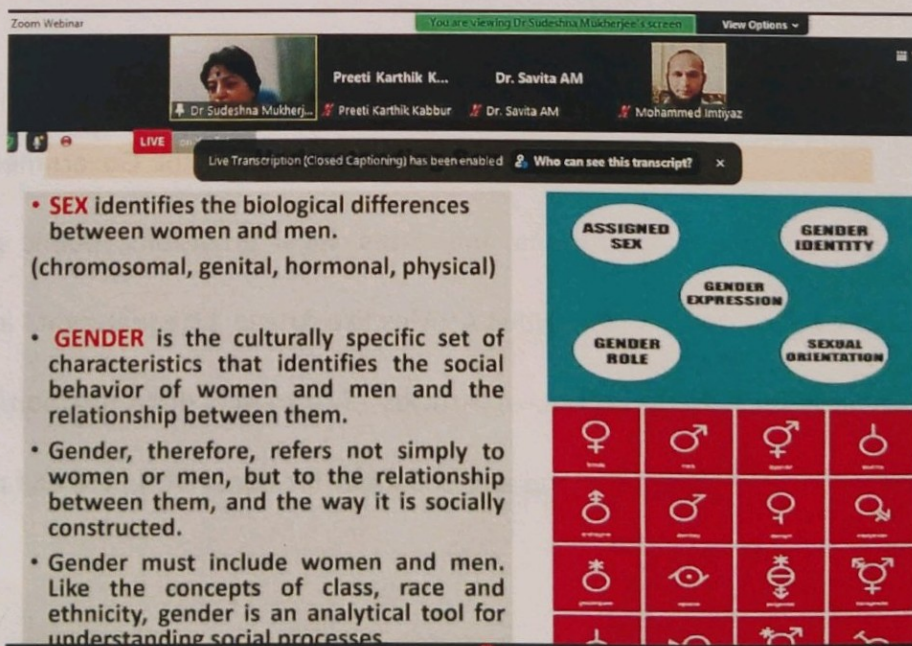 Zoom Webinar
You are viewing Dr Sudeshna Mukherjee's screen
View Options
Preeti Karthik K...
Dr. Savita AM
Dr Sudeshna Mukherj...
Preeti Karthik Kabbur
Dr. Savita AM
Mohammed Imtiyaz
LIVE
Live Transcription (Closed Captioning) has been enabled
Who can see this transcript?
• SEX identifies the biological differences
between women and men.
(chromosomal, genital, hormonal, physical)
• GENDER is the culturally specific set of
characteristics that identifies the social
behavior of women and men and the
relationship between them.
• Gender, therefore, refers not simply to
women or men, but to the relationship
between them, and the way it is socially
constructed.
• Gender must include women and men.
Like the concepts of class, race and
ethnicity, gender is an analytical tool for
understanding social processes
ASSIGNED
SEX
GENDER
IDENTITY
GENDER
EXPRESSION
GENDER
ROLE
SEXUAL
ORIENTATION